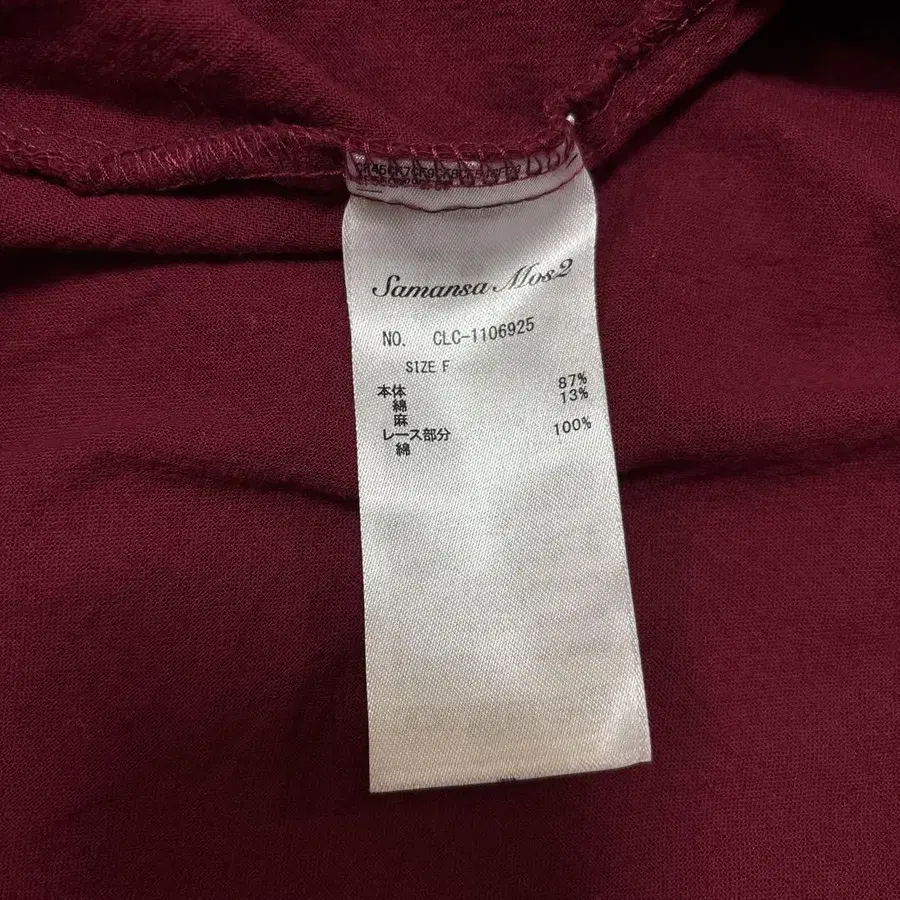 Samansa Mos2
NO. CLC-1106925
SIZE F
本体
綿 87%
麻 13%
レース部分
綿 100%